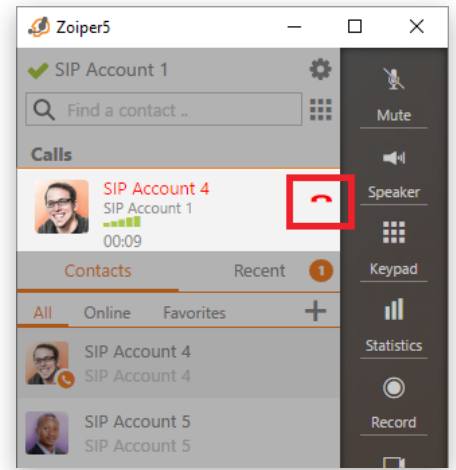 Zoiper5
SIP Account 1
Find a contact ..
Calls
SIP Account 4
SIP Account 1
00:09
Contacts
Recent
1
All
Online
Favorites
SIP Account 4
SIP Account 4
SIP Account 5
SIP Account 5
Mute
Speaker
Keypad
Statistics
Record